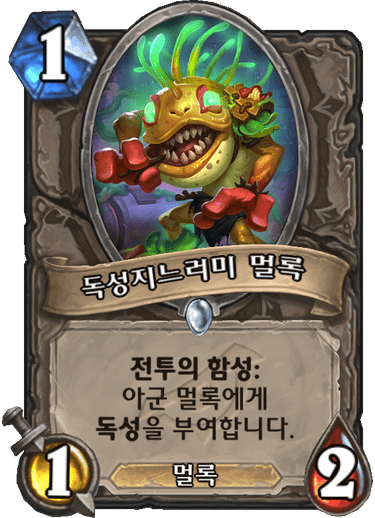 1
독성지느러미 멀록
전투의 함성:
아군 멀록에게
독성을 부여합니다.
1
멀록
2